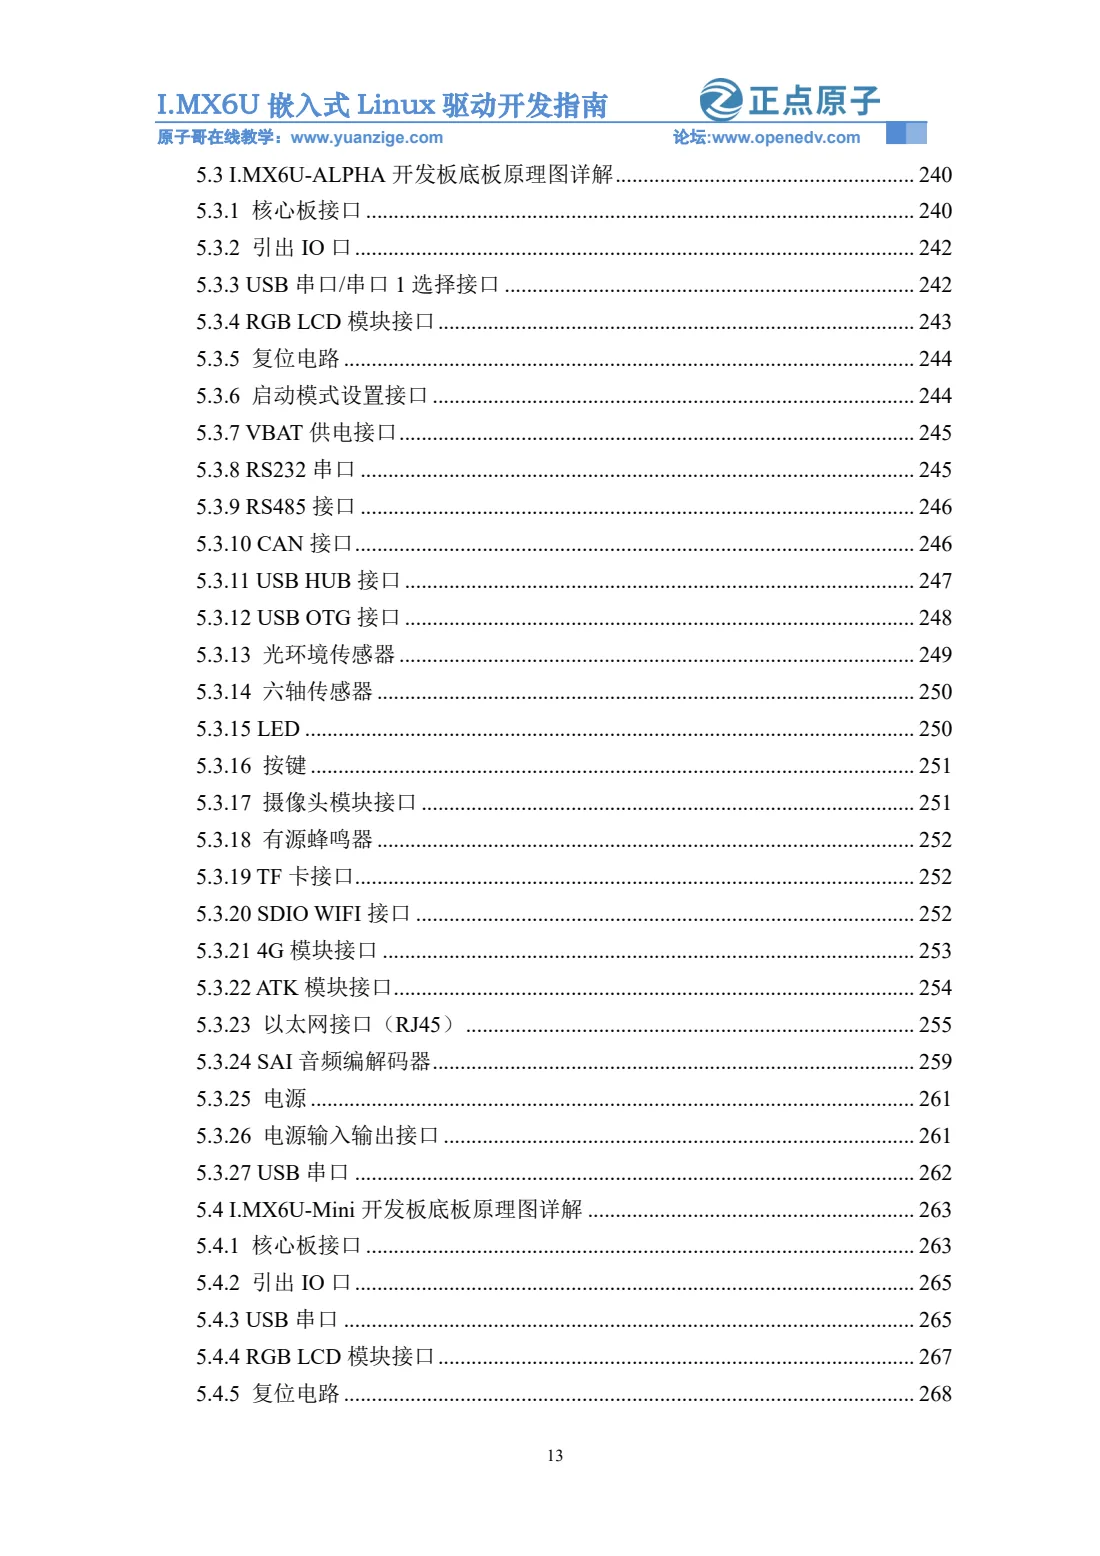 I.MX6U 嵌入式 Linux 驱动开发指南
正点原子
原子哥在线教学：www.yuanzige.com 论坛:www.openedv.com
5.3 I.MX6U-ALPHA 开发板底板原理图详解 240
5.3.1 核心板接口 240
5.3.2 引出 IO 口 242
5.3.3 USB 串口/串口 1 选择接口 242
5.3.4 RGB LCD 模块接口 243
5.3.5 复位电路 244
5.3.6 启动模式设置接口 244
5.3.7 VBAT 供电接口 245
5.3.8 RS232 串口 245
5.3.9 RS485 接口 246
5.3.10 CAN 接口 246
5.3.11 USB HUB 接口 247
5.3.12 USB OTG 接口 248
5.3.13 光环境传感器 249
5.3.14 六轴传感器 250
5.3.15 LED 250
5.3.16 按键 251
5.3.17 摄像头模块接口 251
5.3.18 有源蜂鸣器 252
5.3.19 TF 卡接口 252
5.3.20 SDIO WIFI 接口 252
5.3.21 4G 模块接口 253
5.3.22 ATK 模块接口 254
5.3.23 以太网接口（RJ45） 255
5.3.24 SAI 音频编解码器 259
5.3.25 电源 261
5.3.26 电源输入输出接口 261
5.3.27 USB 串口 262
5.4 I.MX6U-Mini 开发板底板原理图详解 263
5.4.1 核心板接口 263
5.4.2 引出 IO 口 265
5.4.3 USB 串口 265
5.4.4 RGB LCD 模块接口 267
5.4.5 复位电路 268
13